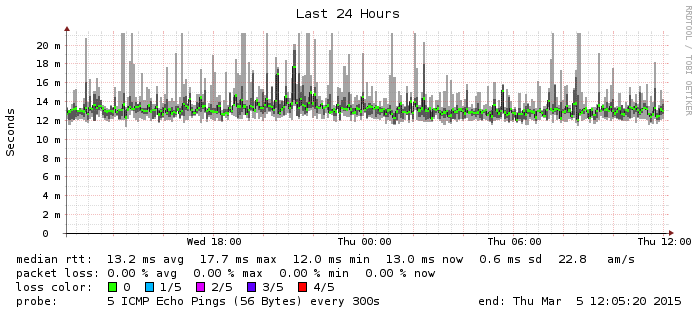 Last 24 Hours
RRDTOOL / TOBI OETIKER
Seconds
20 m
18 m
16 m
14 m
12 m
10 m
8 m
6 m
4 m
2 m
0
Wed 18:00 Thu 00:00 Thu 06:00 Thu 12:00
median rtt: 13.2 ms avg 17.7 ms max 12.0 ms min 13.0 ms now 0.6 ms sd 22.8 am/s
packet loss: 0.00 % avg 0.00 % max 0.00 % min 0.00 % now
loss color: 0 1/5 2/5 3/5 4/5
probe: 5 ICMP Echo Pings (56 Bytes) every 300s end: Thu Mar 5 12:05:20 2015